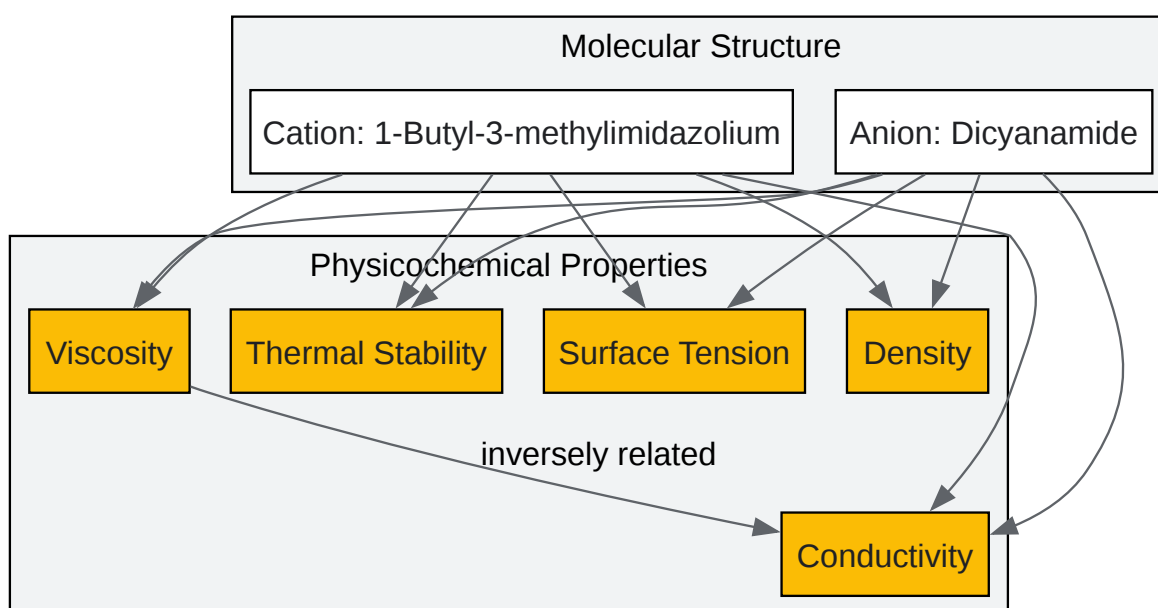 Molecular Structure
Cation: 1-Butyl-3-methylimidazolium
Anion: Dicyanamide
Physicochemical Properties
Viscosity
Thermal Stability
Surface Tension
Density
inversely related
Conductivity